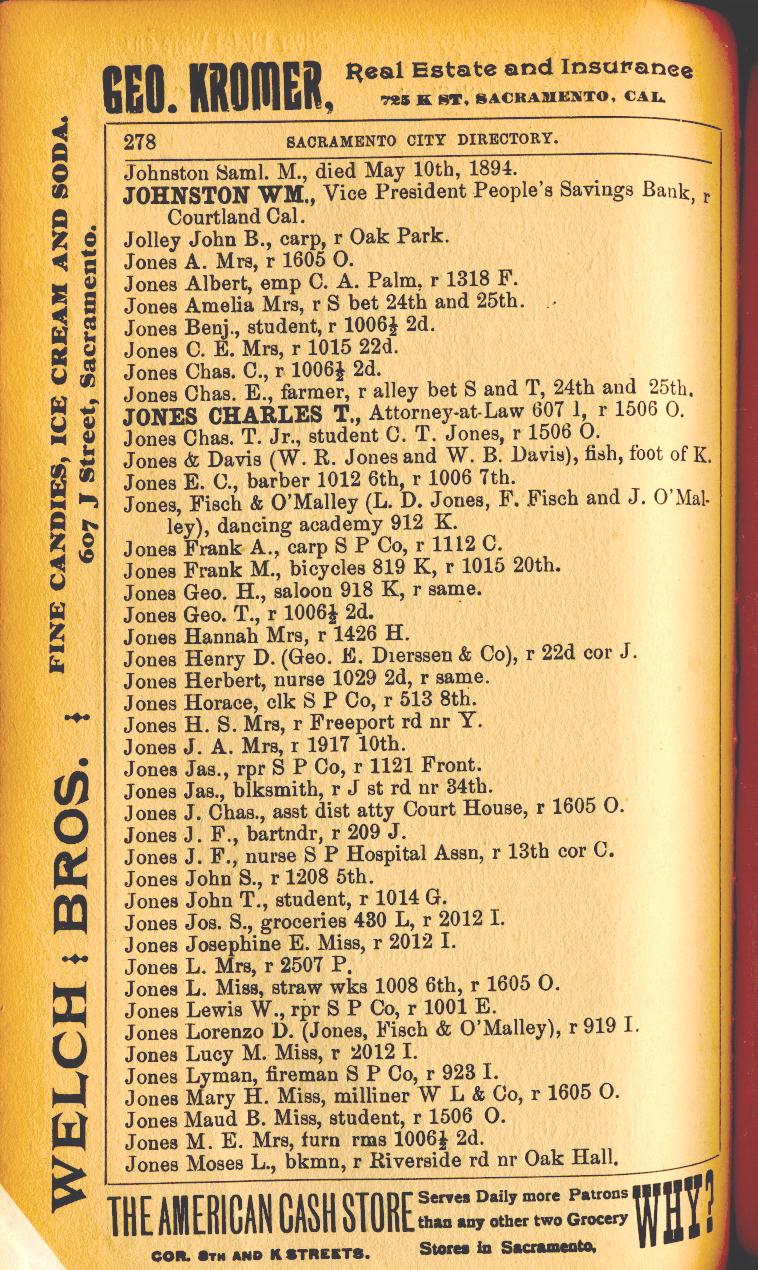 GEO. KROMER, Real Estate and Insurance
725 K ST, SACRAMENTO, CAL.
278 SACRAMENTO CITY DIRECTORY.
Johnston Saml. M., died May 10th, 1894.
JOHNSTON WM., Vice President People's Savings Bank, r
Courtland Cal.
Jolley John B., carp, r Oak Park.
Jones A. Mrs, r 1605 O.
Jones Albert, emp C. A. Palm, r 1318 F.
Jones Amelia Mrs, r S bet 24th and 25th.
Jones Benj., student, r 1006½ 2d.
Jones C. E. Mrs, r 1015 22d.
Jones Chas. C., r 1006½ 2d.
Jones Chas. E., farmer, r alley bet S and T, 24th and 25th.
JONES CHARLES T., Attorney-at-Law 607 I, r 1506 O.
Jones Chas. T. Jr., student C. T. Jones, r 1506 O.
Jones & Davis (W. R. Jones and W. B. Davis), fish, foot of K.
Jones E. C., barber 1012 6th, r 1006 7th.
Jones, Fisch & O'Malley (L. D. Jones, F. Fisch and J. O'Mal-
ley), dancing academy 912 K.
Jones Frank A., carp S P Co, r 1112 C.
Jones Frank M., bicycles 819 K, r 1015 20th.
Jones Geo. H., saloon 918 K, r same.
Jones Geo. T., r 1006½ 2d.
Jones Hannah Mrs, r 1426 H.
Jones Henry D. (Geo. E. Dierssen & Co), r 22d cor J.
Jones Herbert, nurse 1029 2d, r same.
Jones Horace, clk S P Co, r 513 8th.
Jones H. S. Mrs, r Freeport rd nr Y.
Jones J. A. Mrs, r 1917 10th.
Jones Jas., rpr S P Co, r 1121 Front.
Jones Jas., blksmith, r J st rd nr 34th.
Jones J. Chas., asst dist atty Court House, r 1605 O.
Jones J. F., bartndr, r 209 J.
Jones J. F., nurse S P Hospital Assn, r 13th cor C.
Jones John S., r 1208 5th.
Jones John T., student, r 1014 G.
Jones Jos. S., groceries 430 L, r 2012 I.
Jones Josephine E. Miss, r 2012 I.
Jones L. Mrs, r 2507 P.
Jones L. Miss, straw wks 1008 6th, r 1605 O.
Jones Lewis W., rpr S P Co, r 1001 E.
Jones Lorenzo D. (Jones, Fisch & O'Malley), r 919 I.
Jones Lucy M. Miss, r 2012 I.
Jones Lyman, fireman S P Co, r 923 I.
Jones Mary H. Miss, milliner W L & Co, r 1605 O.
Jones Maud B. Miss, student, r 1506 O.
Jones M. E. Mrs, furn rms 1006½ 2d.
Jones Moses L., bkmn, r Riverside rd nr Oak Hall.
THE AMERICAN CASH STORE Serves Daily more Patrons
than any other two Grocery WHY?
COR. 8TH AND K STREETS. Stores in Sacramento,
WELCH : BROS. : FINE CANDIES, ICE CREAM AND SODA.
607 J Street, Sacramento.